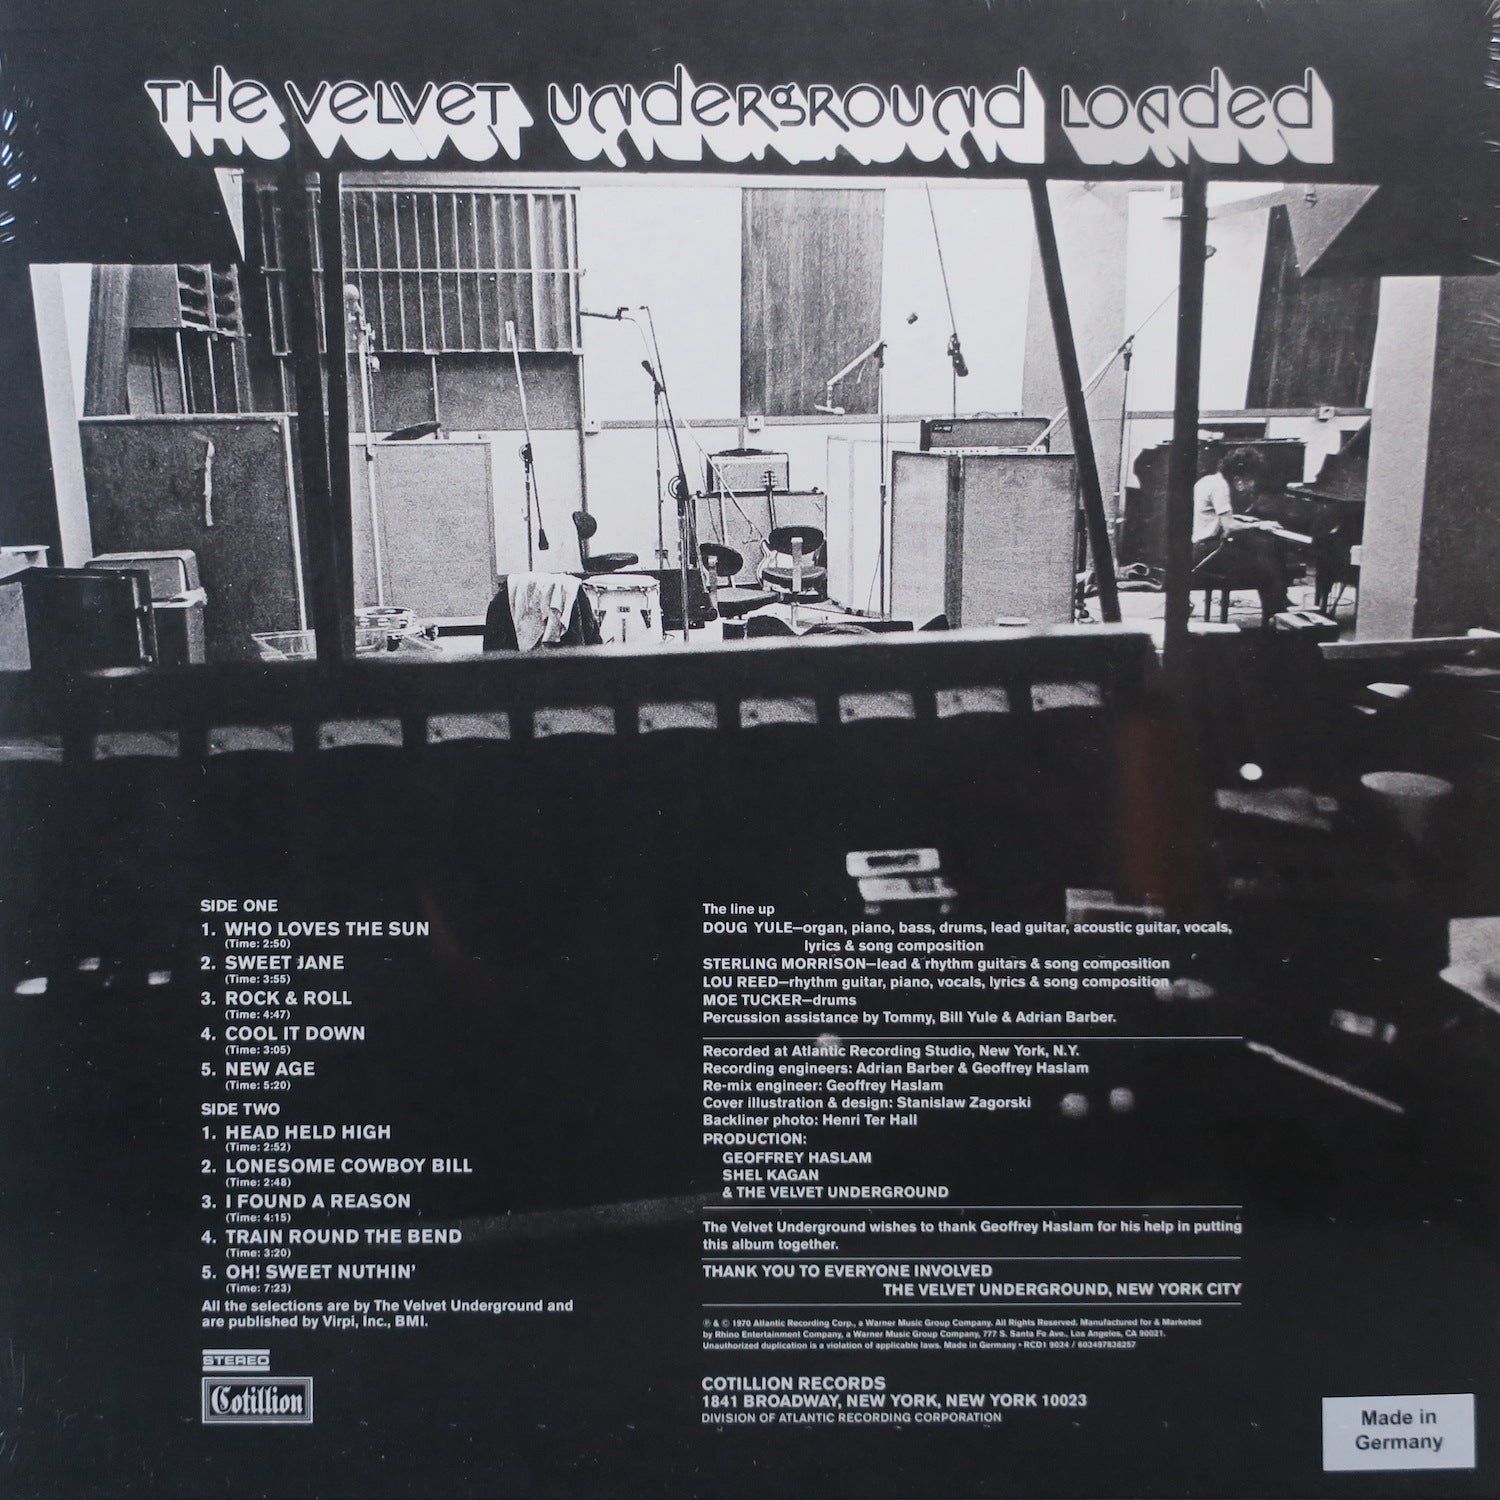 THE VELVET UNDERGROUND LOADED
SIDE ONE
1. WHO LOVES THE SUN
(Time: 2:50)
2. SWEET JANE
(Time: 3:55)
3. ROCK & ROLL
(Time: 4:47)
4. COOL IT DOWN
(Time: 3:05)
5. NEW AGE
(Time: 5:20)
SIDE TWO
1. HEAD HELD HIGH
(Time: 2:52)
2. LONESOME COWBOY BILL
(Time: 2:48)
3. I FOUND A REASON
(Time: 4:15)
4. TRAIN ROUND THE BEND
(Time: 3:20)
5. OH! SWEET NUTHIN'
(Time: 7:23)
All the selections are by The Velvet Underground and
are published by Virpi, Inc., BMI.
STEREO
Cotillion
The line up
DOUG YULE—organ, piano, bass, drums, lead guitar, acoustic guitar, vocals,
lyrics & song composition
STERLING MORRISON—lead & rhythm guitars & song composition
LOU REED—rhythm guitar, piano, vocals, lyrics & song composition
MOE TUCKER—drums
Percussion assistance by Tommy, Bill Yule & Adrian Barber.
Recorded at Atlantic Recording Studio, New York, N.Y.
Recording engineers: Adrian Barber & Geoffrey Haslam
Re-mix engineer: Geoffrey Haslam
Cover illustration & design: Stanislaw Zagorski
Backliner photo: Henri Ter Hall
PRODUCTION:
GEOFFREY HASLAM
SHEL KAGAN
& THE VELVET UNDERGROUND
The Velvet Underground wishes to thank Geoffrey Haslam for his help in putting
this album together.
THANK YOU TO EVERYONE INVOLVED
THE VELVET UNDERGROUND, NEW YORK CITY
℗ & © 1970 Atlantic Recording Corp., a Warner Music Group Company. All Rights Reserved. Manufactured for & Marketed
by Rhino Entertainment Company, a Warner Music Group Company, 777 S. Santa Fe Ave., Los Angeles, CA 90021.
Unauthorized duplication is a violation of applicable laws. Made in Germany • RCD1 9034 / 603497838257
COTILLION RECORDS
1841 BROADWAY, NEW YORK, NEW YORK 10023
DIVISION OF ATLANTIC RECORDING CORPORATION
Made in
Germany